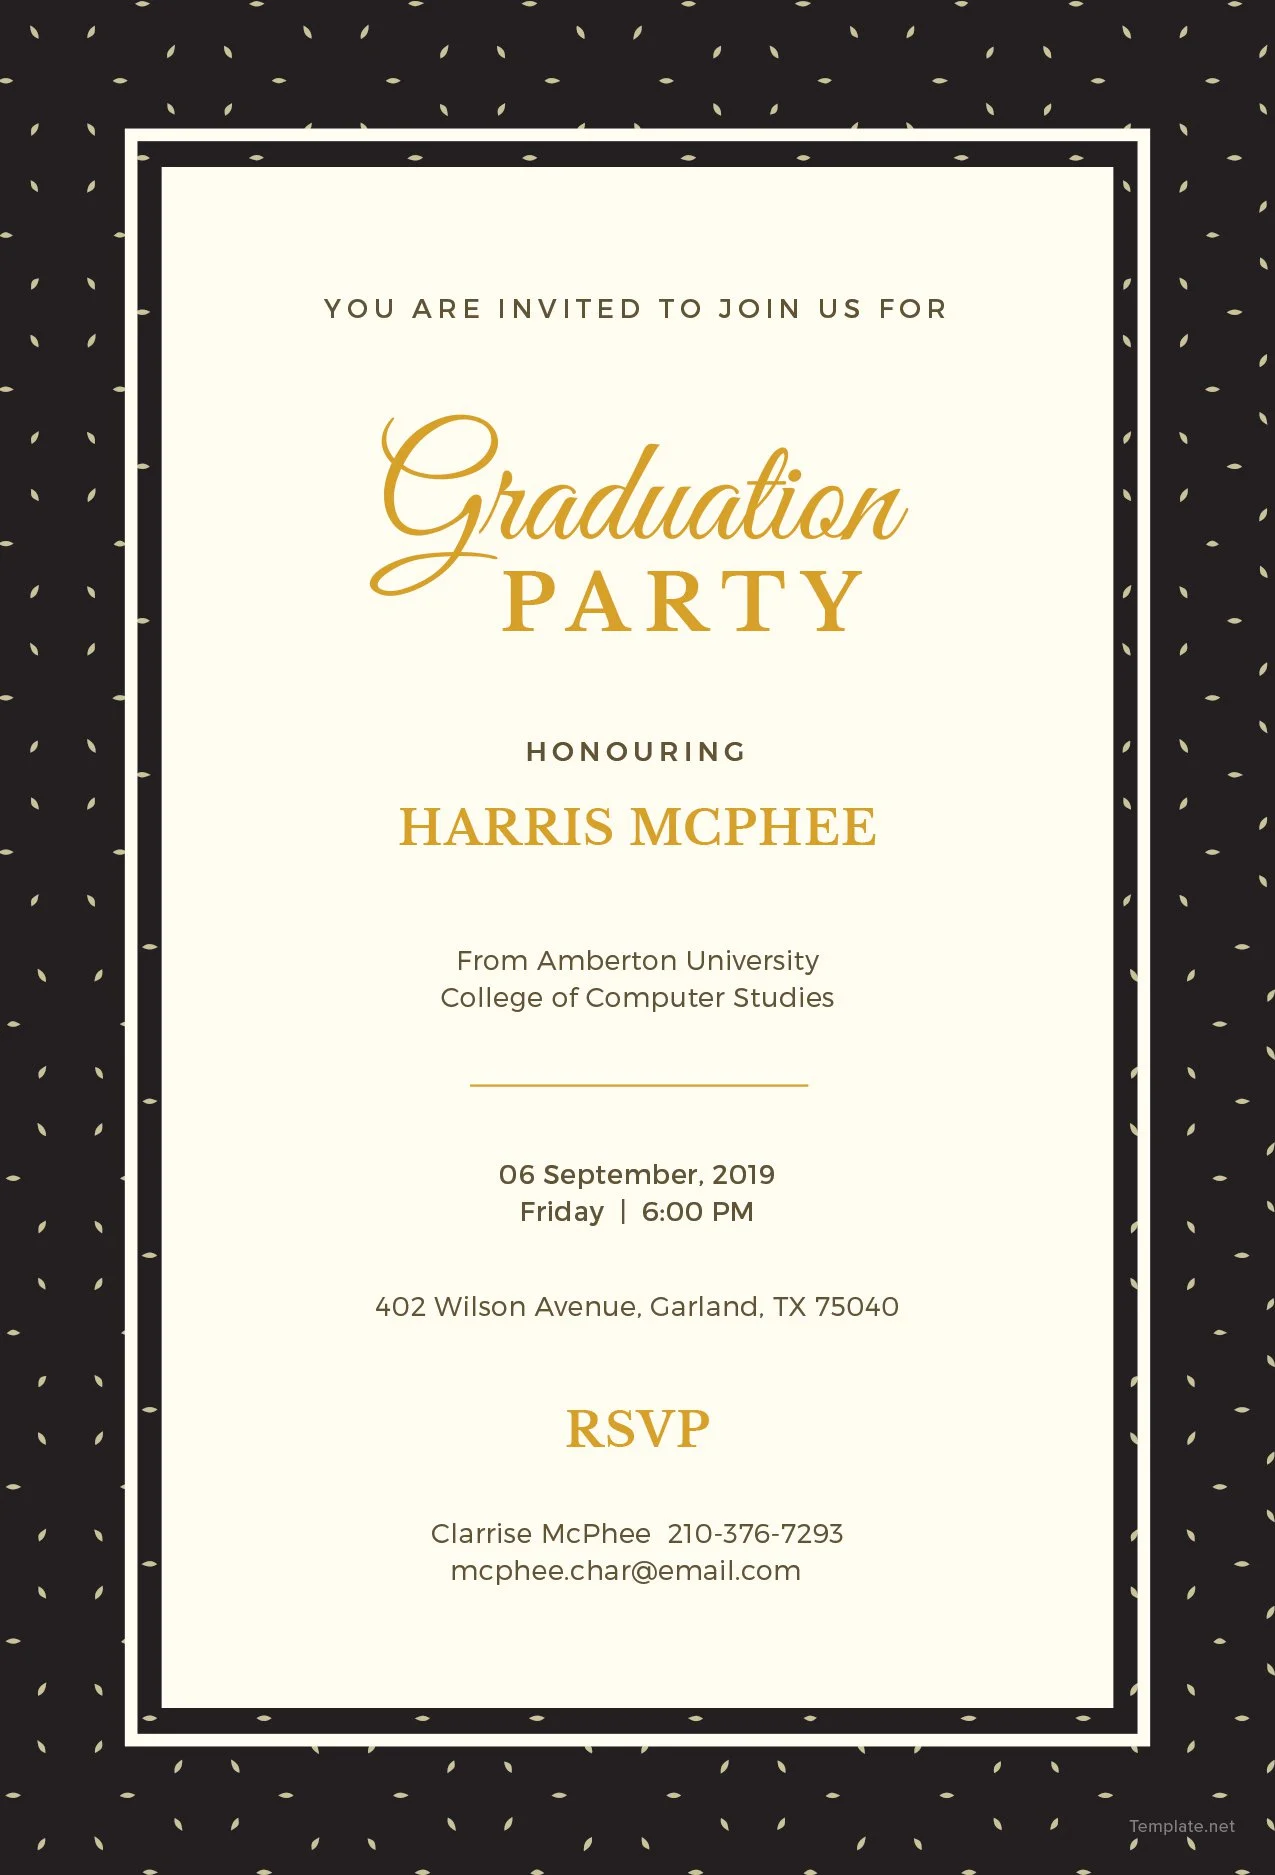 YOU ARE INVITED TO JOIN US FOR
Graduation
PARTY
HONOURING
HARRIS MCPHEE
From Amberton University
College of Computer Studies
06 September, 2019
Friday | 6:00 PM
402 Wilson Avenue, Garland, TX 75040
RSVP
Clarrise McPhee 210-376-7293
mcphee.char@email.com
Template.net